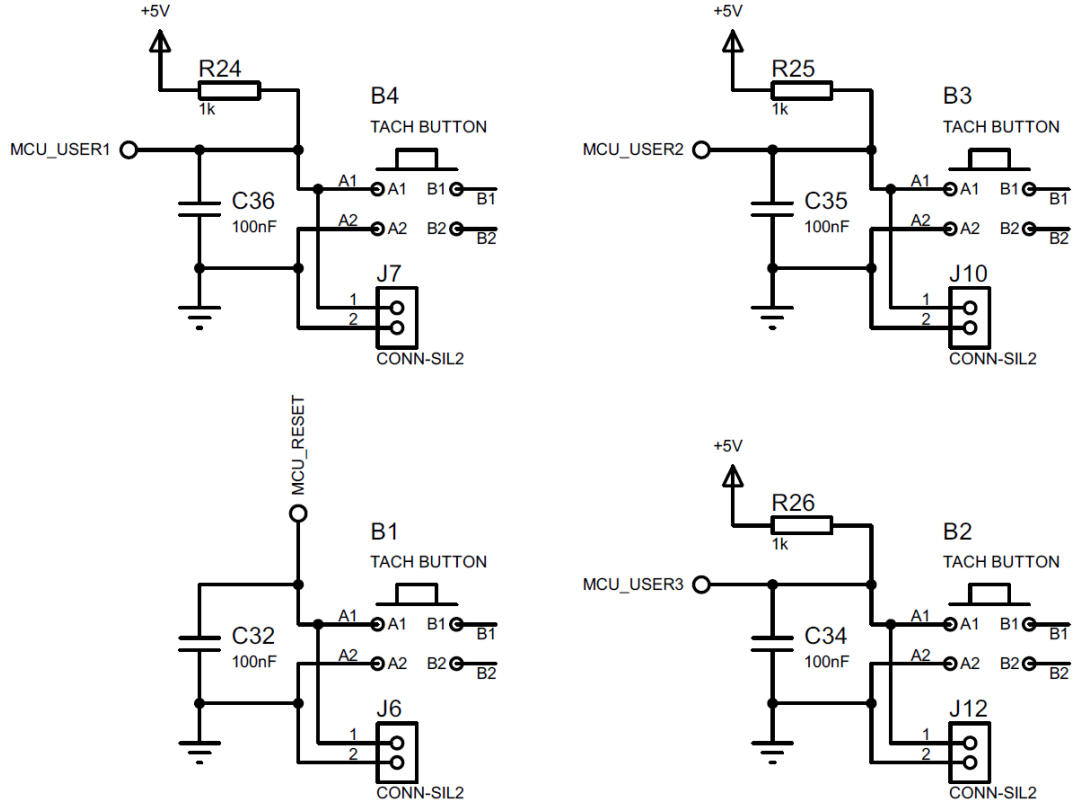 +5V
R24
1k
B4
TACH BUTTON
MCU_USER1
A1 A1 B1 B1
C36
100nF
A2 A2 B2 B2
J7
1
2
CONN-SIL2
+5V
R25
1k
B3
TACH BUTTON
MCU_USER2
A1 A1 B1 B1
C35
100nF
A2 A2 B2 B2
J10
1
2
CONN-SIL2
MCU_RESET
B1
TACH BUTTON
A1 A1 B1 B1
C32
100nF
A2 A2 B2 B2
J6
1
2
CONN-SIL2
+5V
R26
1k
B2
TACH BUTTON
MCU_USER3
A1 A1 B1 B1
C34
100nF
A2 A2 B2 B2
J12
1
2
CONN-SIL2